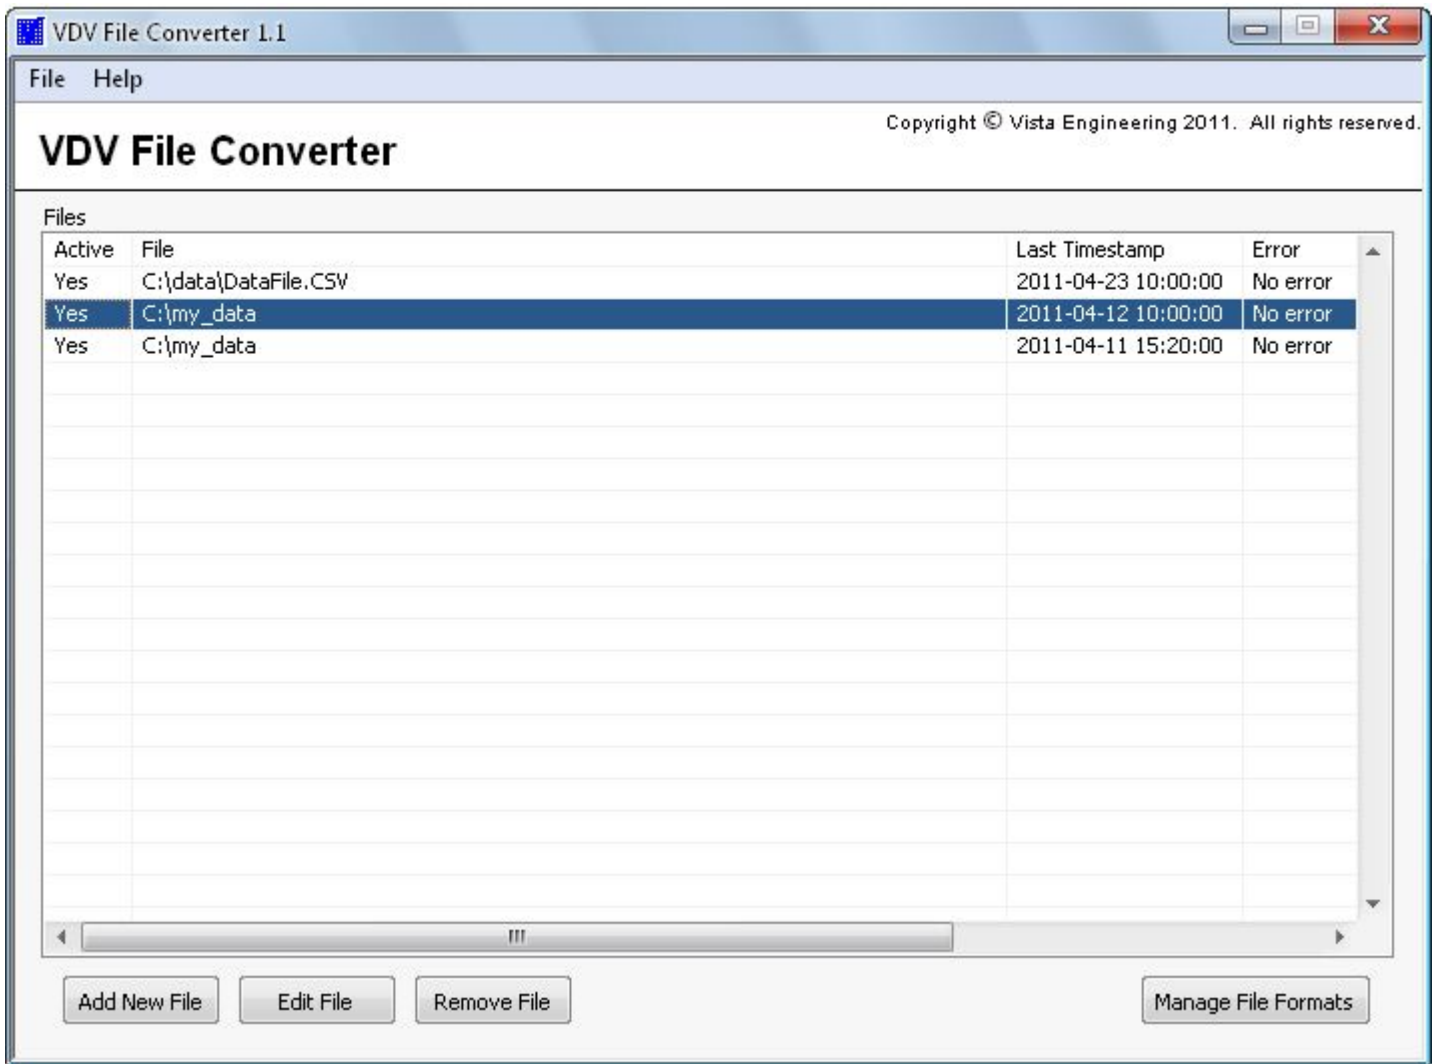 VDV File Converter 1.1
File Help
Copyright © Vista Engineering 2011. All rights reserved.
VDV File Converter
Files
Active File Last Timestamp Error
Yes C:\data\DataFile.CSV 2011-04-23 10:00:00 No error
Yes C:\my_data 2011-04-12 10:00:00 No error
Yes C:\my_data 2011-04-11 15:20:00 No error
Add New File Edit File Remove File Manage File Formats